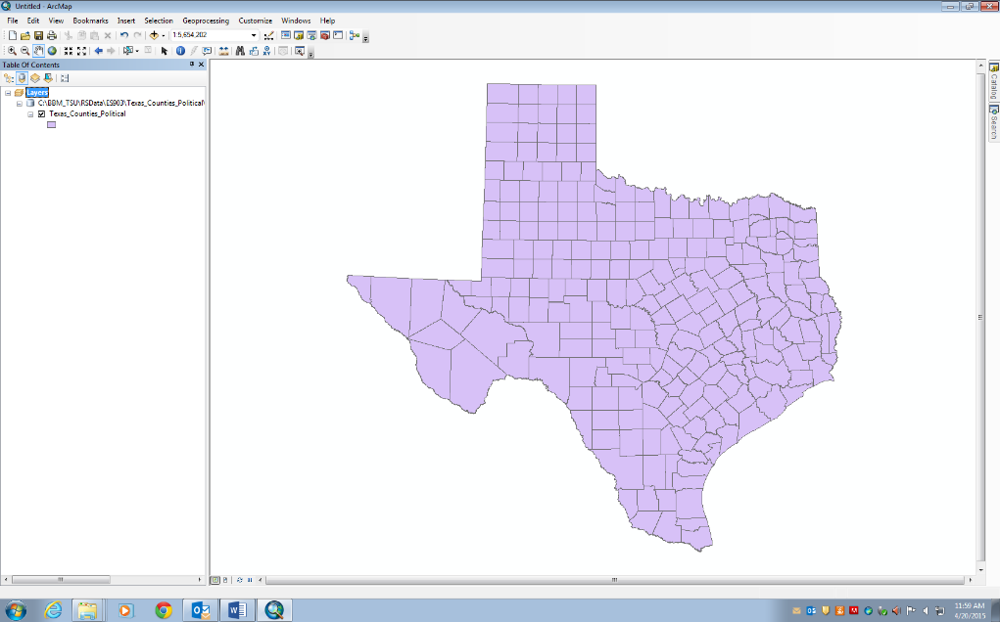 Untitled - ArcMap
File Edit View Bookmarks Insert Selection Geoprocessing Customize Windows Help
1:5,654,202
Table Of Contents
Layers
C:\BBM_TSU\RSData\ES903\Texas_Counties_Political\
Texas_Counties_Political
Catalog
Search
11:59 AM
4/20/2015